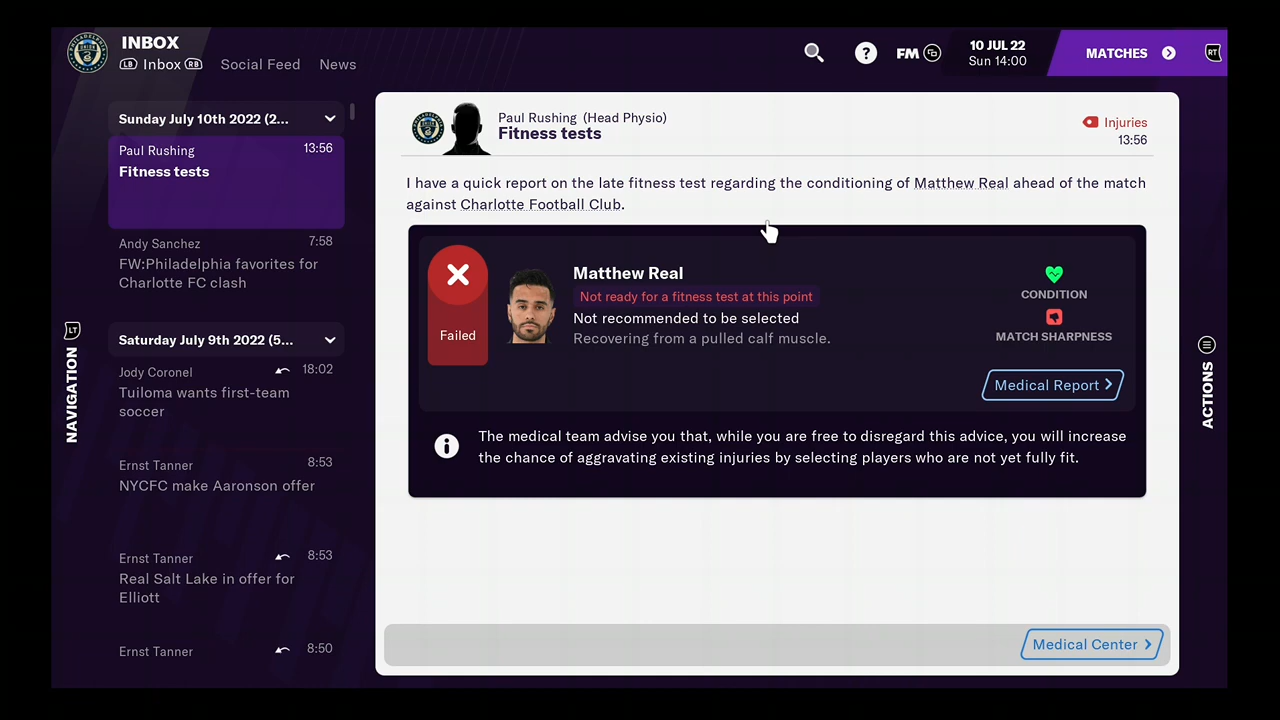 INBOX
LB Inbox RB Social Feed News
?
FM
10 JUL 22
Sun 14:00
MATCHES
RT
Sunday July 10th 2022 (2...
Paul Rushing 13:56
Fitness tests
Andy Sanchez 7:58
FW:Philadelphia favorites for
Charlotte FC clash
Saturday July 9th 2022 (5...
Jody Coronel 18:02
Tuiloma wants first-team
soccer
Ernst Tanner 8:53
NYCFC make Aaronson offer
Ernst Tanner 8:53
Real Salt Lake in offer for
Elliott
Ernst Tanner 8:50
NAVIGATION LT
Paul Rushing (Head Physio)
Fitness tests
Injuries
13:56
I have a quick report on the late fitness test regarding the conditioning of Matthew Real ahead of the match
against Charlotte Football Club.
Failed
Matthew Real
Not ready for a fitness test at this point
Not recommended to be selected
Recovering from a pulled calf muscle.
CONDITION
MATCH SHARPNESS
Medical Report
The medical team advise you that, while you are free to disregard this advice, you will increase
the chance of aggravating existing injuries by selecting players who are not yet fully fit.
Medical Center
ACTIONS